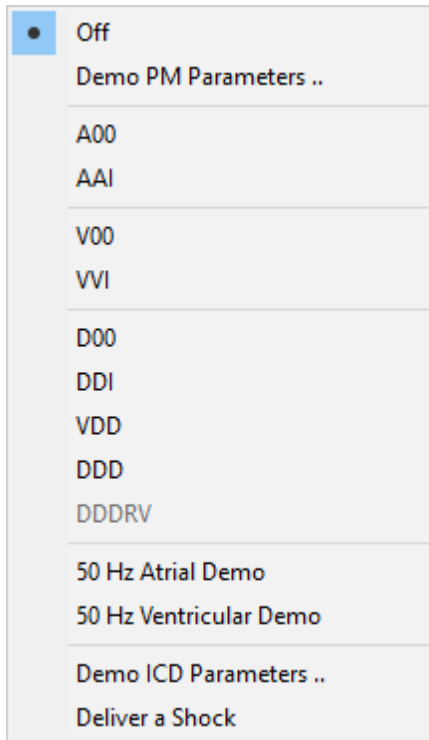 Off
Demo PM Parameters ..
A00
AAI
V00
VVI
D00
DDI
VDD
DDD
DDDRV
50 Hz Atrial Demo
50 Hz Ventricular Demo
Demo ICD Parameters ..
Deliver a Shock